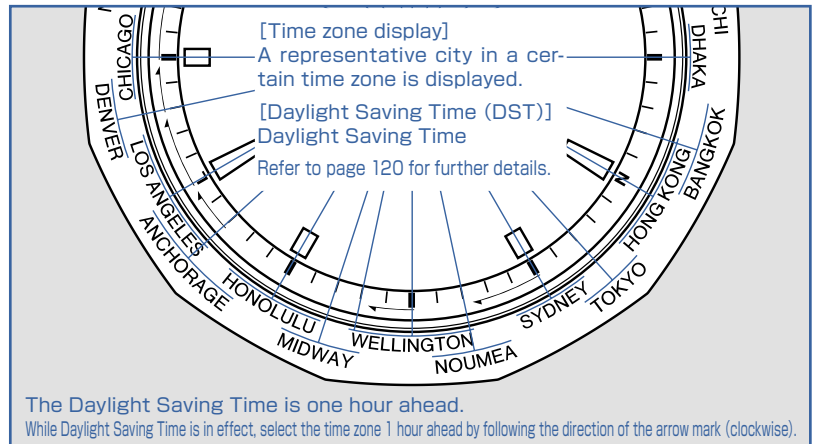 [Time zone display]
A representative city in a cer-
tain time zone is displayed.
[Daylight Saving Time (DST)]
Daylight Saving Time
Refer to page 120 for further details.
CHICAGO
DENVER
LOS ANGELES
ANCHORAGE
HONOLULU
MIDWAY
WELLINGTON
NOUMEA
SYDNEY
TOKYO
HONG KONG
BANGKOK
DHAKA
CHI
The Daylight Saving Time is one hour ahead.
While Daylight Saving Time is in effect, select the time zone 1 hour ahead by following the direction of the arrow mark (clockwise).